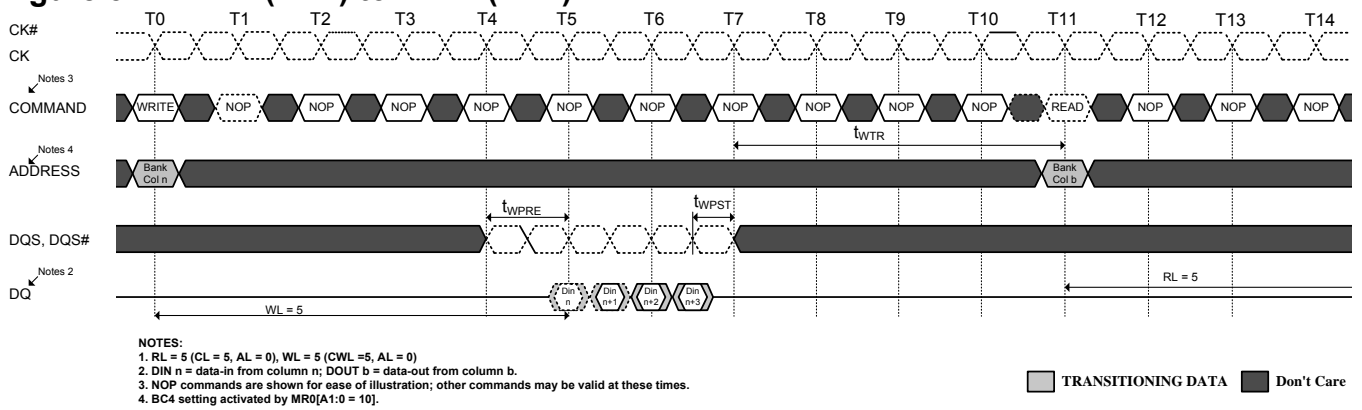 T0 T1 T2 T3 T4 T5 T6 T7 T8 T9 T10 T11 T12 T13 T14
CK#
CK
Notes 3
COMMAND WRITE NOP NOP NOP NOP NOP NOP NOP NOP NOP NOP READ NOP NOP NOP
tWTR
Notes 4
ADDRESS
Bank Bank
Col n Col b
tWPRE tWPST
DQS, DQS#
Notes 2
RL = 5
DQ
Din Din Din Din
n n+1 n+2 n+3
WL = 5
NOTES:
1. RL = 5 (CL = 5, AL = 0), WL = 5 (CWL =5, AL = 0)
2. DIN n = data-in from column n; DOUT b = data-out from column b.
3. NOP commands are shown for ease of illustration; other commands may be valid at these times.
4. BC4 setting activated by MR0[A1:0 = 10].
TRANSITIONING DATA Don't Care